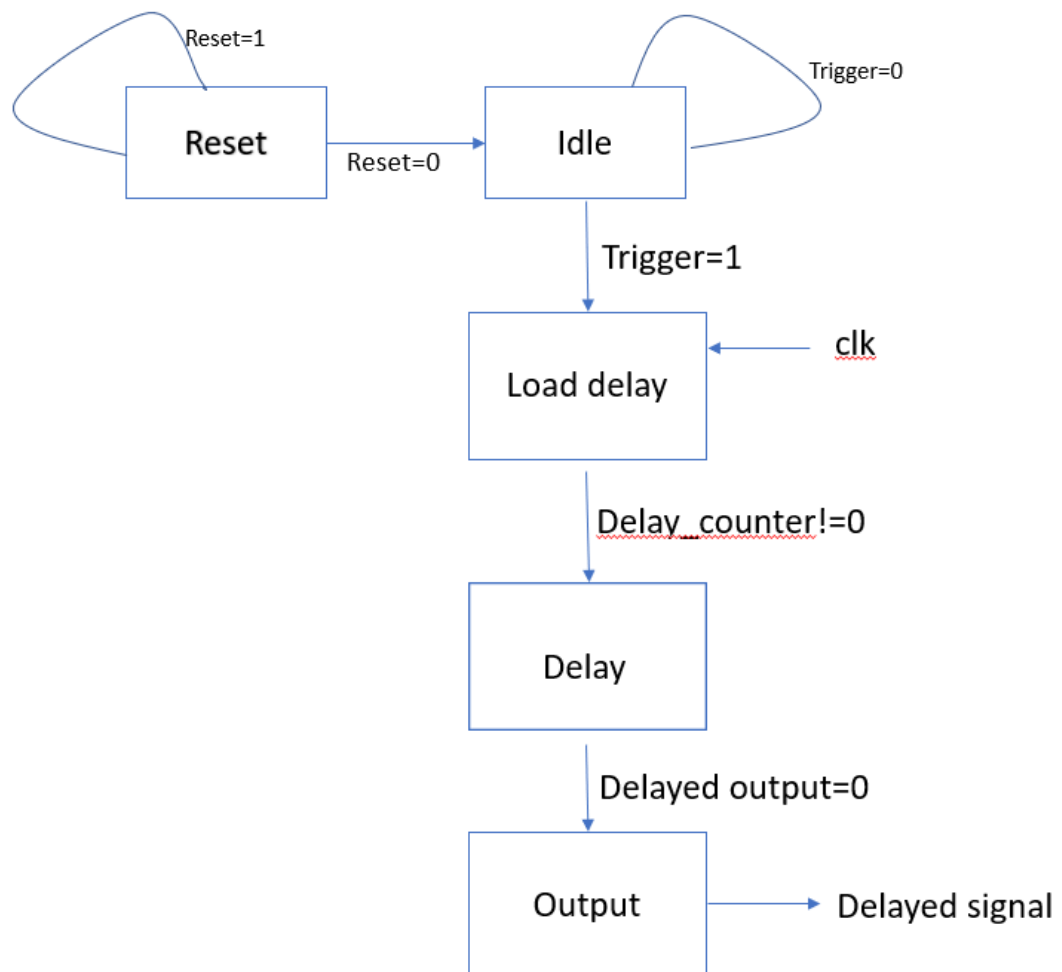 Reset=1
Trigger=0
Reset
Idle
Reset=0
Trigger=1
clk
Load delay
Delay_counter!=0
Delay
Delayed output=0
Output
Delayed signal